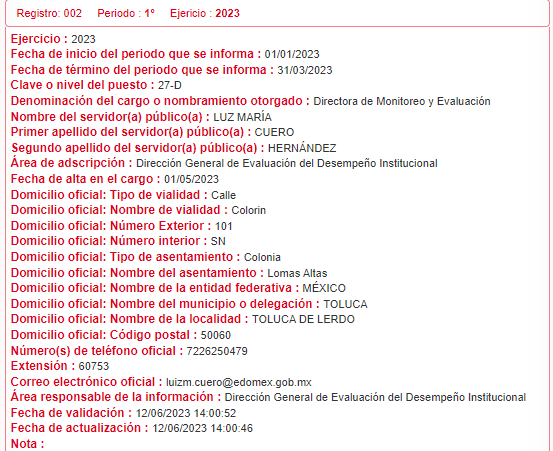 Registro: 002 Periodo : 1° Ejericio : 2023
Ejercicio : 2023
Fecha de inicio del periodo que se informa : 01/01/2023
Fecha de término del periodo que se informa : 31/03/2023
Clave o nivel del puesto : 27-D
Denominación del cargo o nombramiento otorgado : Directora de Monitoreo y Evaluación
Nombre del servidor(a) público(a) : LUZ MARÍA
Primer apellido del servidor(a) público(a) : CUERO
Segundo apellido del servidor(a) público(a) : HERNÁNDEZ
Área de adscripción : Dirección General de Evaluación del Desempeño Institucional
Fecha de alta en el cargo : 01/05/2023
Domicilio oficial: Tipo de vialidad : Calle
Domicilio oficial: Nombre de vialidad : Colorin
Domicilio oficial: Número Exterior : 101
Domicilio oficial: Número interior : SN
Domicilio oficial: Tipo de asentamiento : Colonia
Domicilio oficial: Nombre del asentamiento : Lomas Altas
Domicilio oficial: Nombre de la entidad federativa : MÉXICO
Domicilio oficial: Nombre del municipio o delegación : TOLUCA
Domicilio oficial: Nombre de la localidad : TOLUCA DE LERDO
Domicilio oficial: Código postal : 50060
Número(s) de teléfono oficial : 7226250479
Extensión : 60753
Correo electrónico oficial : luizm.cuero@edomex.gob.mx
Área responsable de la información : Dirección General de Evaluación del Desempeño Institucional
Fecha de validación : 12/06/2023 14:00:52
Fecha de actualización : 12/06/2023 14:00:46
Nota :